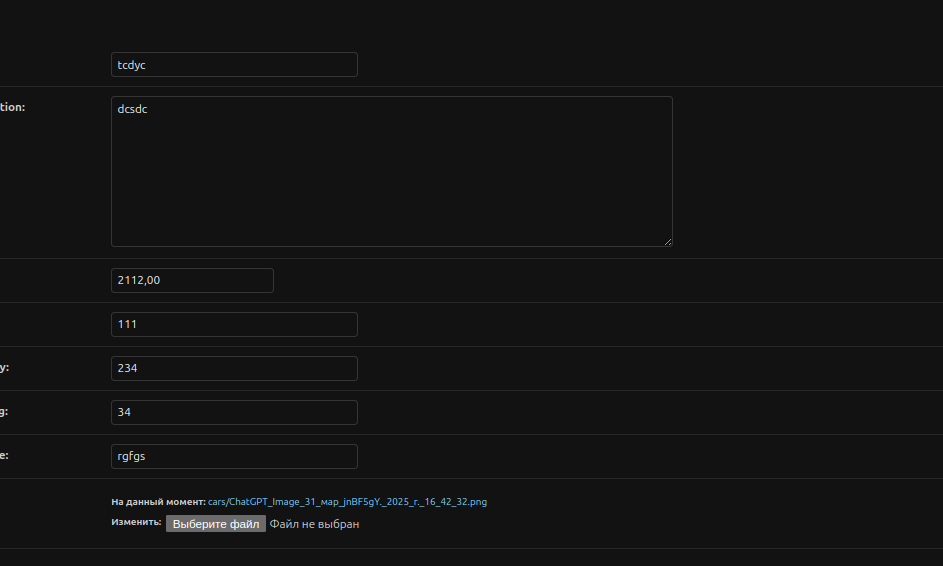 tcdyc
tion:
dcsdc
2112,00
111
y:
234
g:
34
e:
rgfgs
На данный момент: cars/ChatGPT_Image_31_мар_jnBF5gY._2025_г._16_42_32.png
Изменить: Выберите файл Файл не выбран